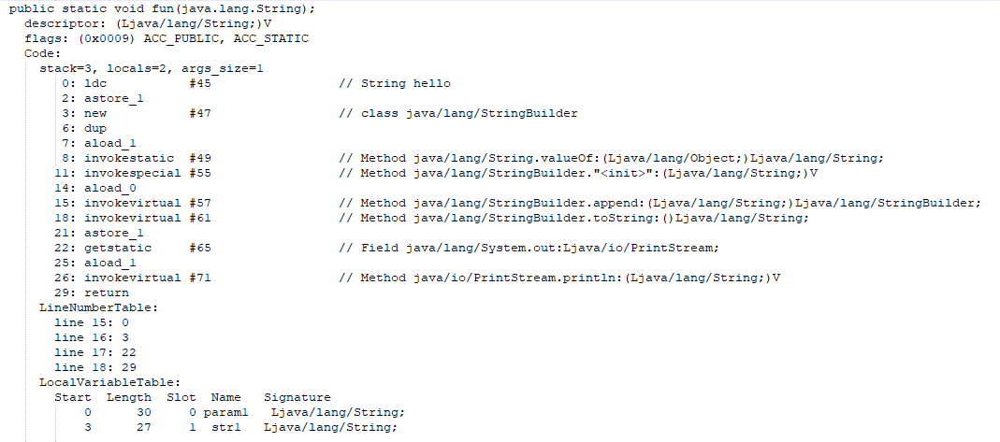 public static void fun(java.lang.String);
descriptor: (Ljava/lang/String;)V
flags: (0x0009) ACC_PUBLIC, ACC_STATIC
Code:
stack=3, locals=2, args_size=1
0: ldc #45 // String hello
2: astore_1
3: new #47 // class java/lang/StringBuilder
6: dup
7: aload_1
8: invokestatic #49 // Method java/lang/String.valueOf:(Ljava/lang/Object;)Ljava/lang/String;
11: invokespecial #55 // Method java/lang/StringBuilder."<init>":(Ljava/lang/String;)V
14: aload_0
15: invokevirtual #57 // Method java/lang/StringBuilder.append:(Ljava/lang/String;)Ljava/lang/StringBuilder;
18: invokevirtual #61 // Method java/lang/StringBuilder.toString:()Ljava/lang/String;
21: astore_1
22: getstatic #65 // Field java/lang/System.out:Ljava/io/PrintStream;
25: aload_1
26: invokevirtual #71 // Method java/io/PrintStream.println:(Ljava/lang/String;)V
29: return
LineNumberTable:
line 15: 0
line 16: 3
line 17: 22
line 18: 29
LocalVariableTable:
Start Length Slot Name Signature
0 30 0 param1 Ljava/lang/String;
3 27 1 str1 Ljava/lang/String;